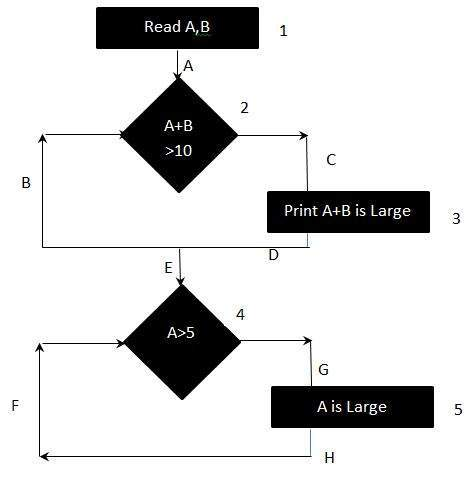 Read A,B
1
A
2
A+B
>10
C
B
Print A+B is Large
3
D
E
4
A>5
G
F
A is Large
5
H